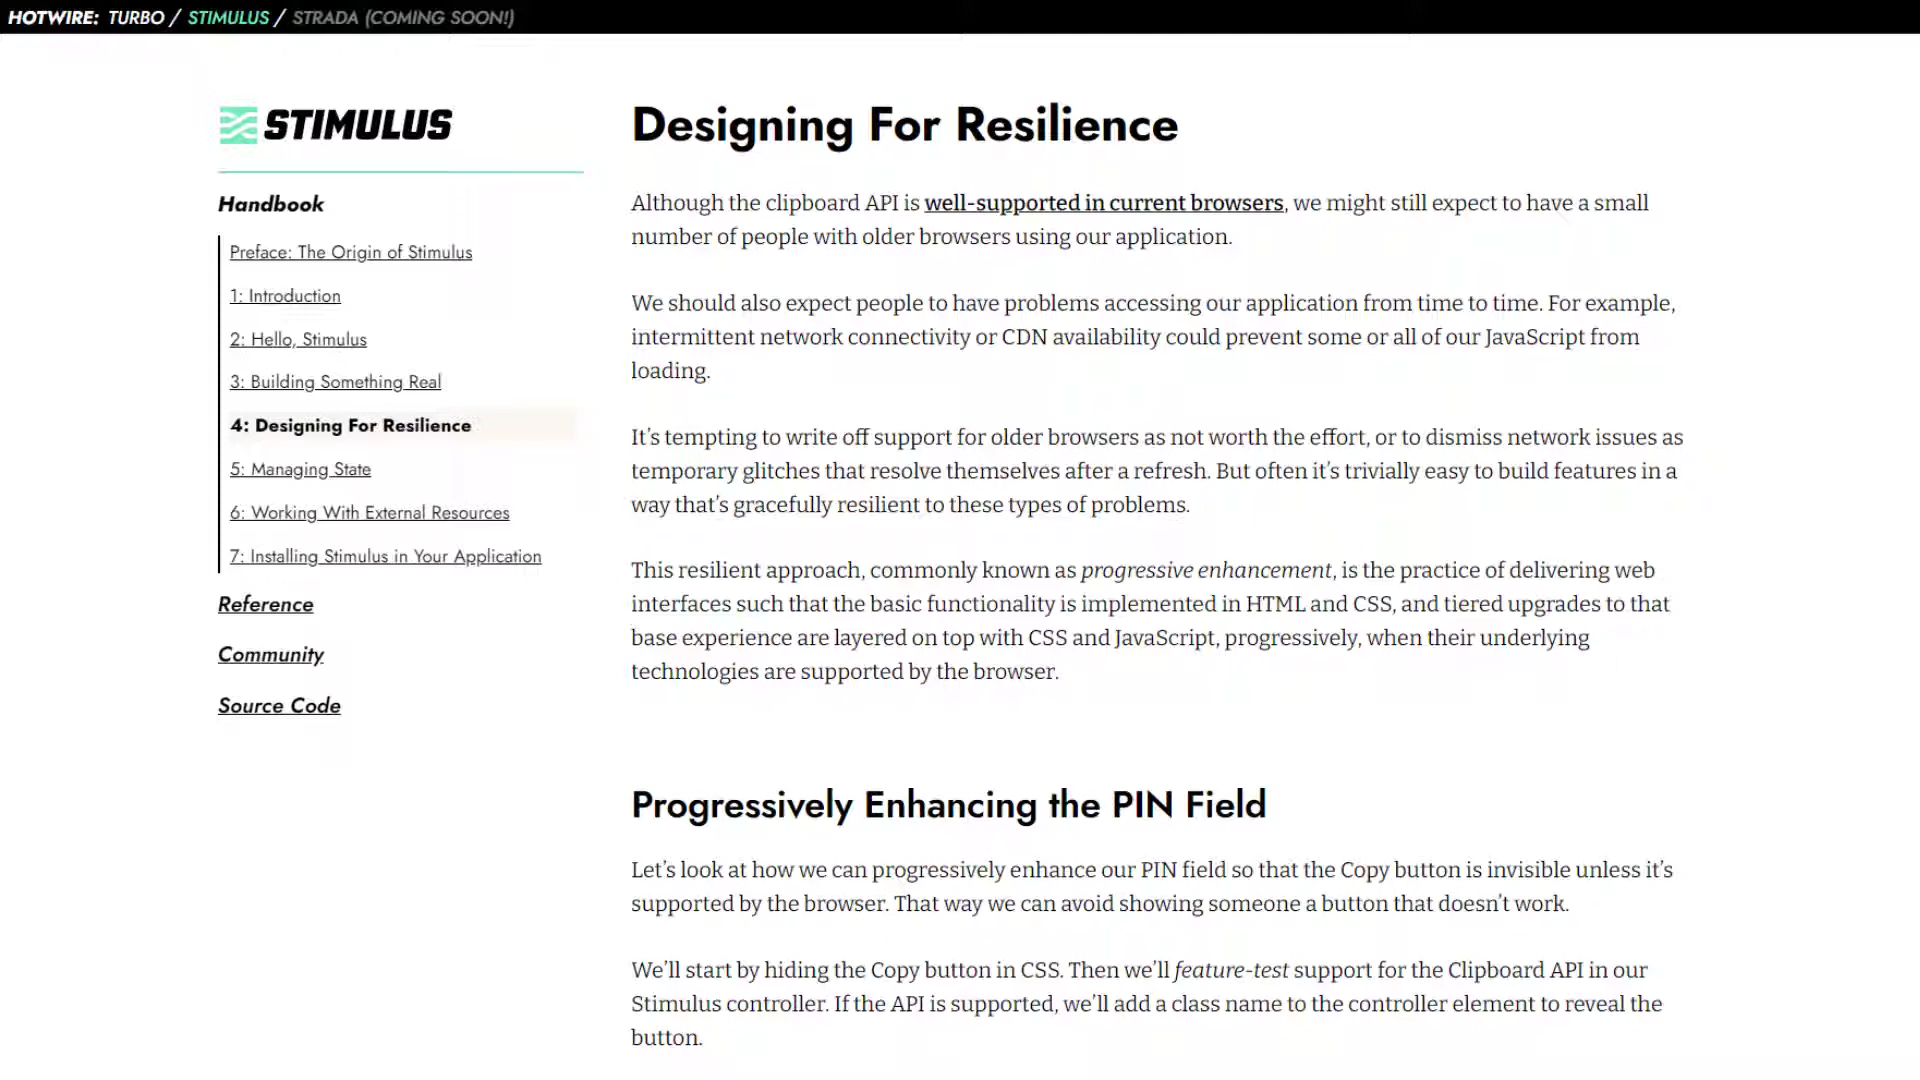 HOTWIRE: TURBO / STIMULUS / STRADA (COMING SOON!)
STIMULUS
Handbook
Preface: The Origin of Stimulus
1: Introduction
2: Hello, Stimulus
3: Building Something Real
4: Designing For Resilience
5: Managing State
6: Working With External Resources
7: Installing Stimulus in Your Application
Reference
Community
Source Code
Designing For Resilience
Although the clipboard API is well-supported in current browsers, we might still expect to have a small
number of people with older browsers using our application.
We should also expect people to have problems accessing our application from time to time. For example,
intermittent network connectivity or CDN availability could prevent some or all of our JavaScript from
loading.
It’s tempting to write off support for older browsers as not worth the effort, or to dismiss network issues as
temporary glitches that resolve themselves after a refresh. But often it’s trivially easy to build features in a
way that’s gracefully resilient to these types of problems.
This resilient approach, commonly known as progressive enhancement, is the practice of delivering web
interfaces such that the basic functionality is implemented in HTML and CSS, and tiered upgrades to that
base experience are layered on top with CSS and JavaScript, progressively, when their underlying
technologies are supported by the browser.
Progressively Enhancing the PIN Field
Let’s look at how we can progressively enhance our PIN field so that the Copy button is invisible unless it’s
supported by the browser. That way we can avoid showing someone a button that doesn’t work.
We’ll start by hiding the Copy button in CSS. Then we’ll feature-test support for the Clipboard API in our
Stimulus controller. If the API is supported, we’ll add a class name to the controller element to reveal the
button.